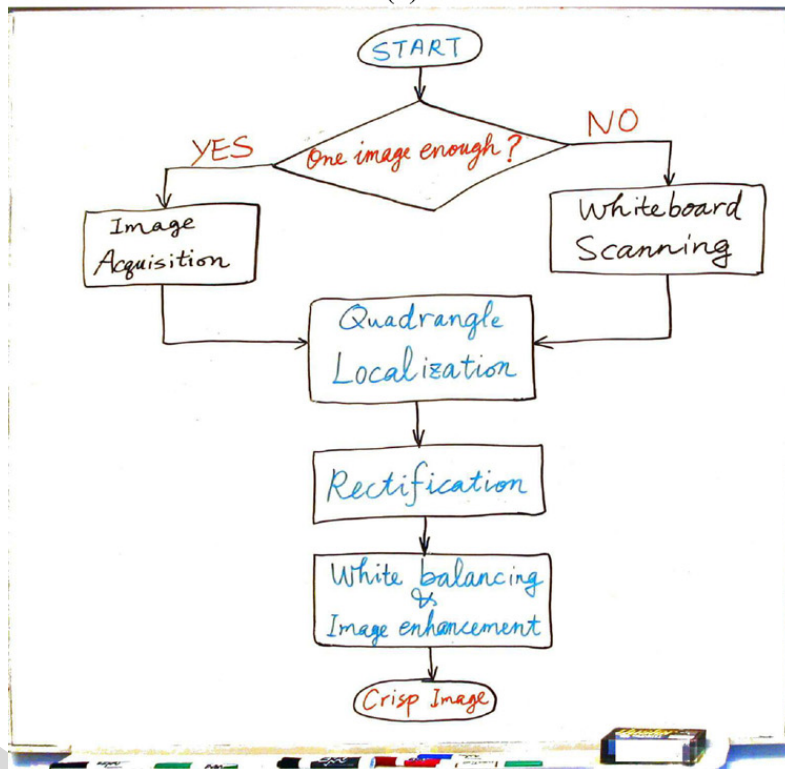 START
One image enough?
YES
NO
Image
Acquisition
Whiteboard
Scanning
Quadrangle
Localization
Rectification
White balancing
&
Image enhancement
Crisp Image